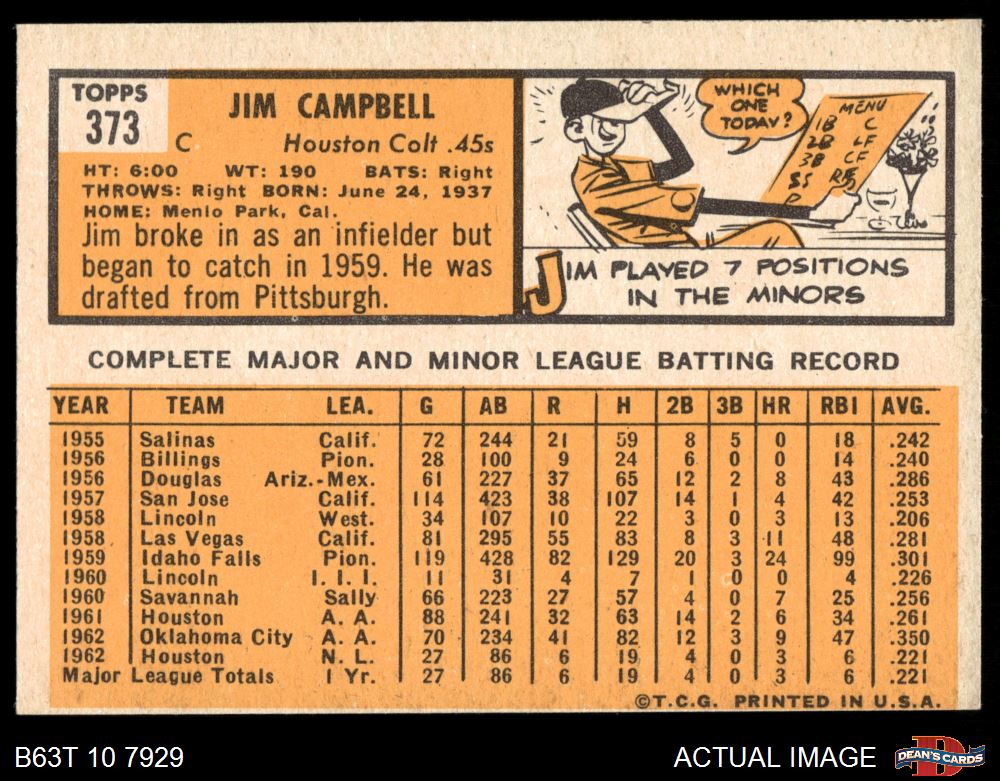 TOPPS
373
JIM CAMPBELL
C
Houston Colt .45s
HT: 6:00 WT: 190 BATS: Right
THROWS: Right BORN: June 24, 1937
HOME: Menlo Park, Cal.
Jim broke in as an infielder but
began to catch in 1959. He was
drafted from Pittsburgh.
WHICH
ONE
TODAY?
MENU
1B C
2B LF
3B CF
SS RF
P
JIM PLAYED 7 POSITIONS
IN THE MINORS
COMPLETE MAJOR AND MINOR LEAGUE BATTING RECORD
YEAR TEAM LEA. G AB R H 2B 3B HR RBI AVG.
1955 Salinas Calif. 72 244 21 59 8 5 0 18 .242
1956 Billings Pion. 28 100 9 24 6 0 0 14 .240
1956 Douglas Ariz.-Mex. 61 227 37 65 12 2 8 43 .286
1957 San Jose Calif. 114 423 38 107 14 1 4 42 .253
1958 Lincoln West. 34 107 10 22 3 0 3 13 .206
1958 Las Vegas Calif. 81 295 55 83 8 3 11 48 .281
1959 Idaho Falls Pion. 119 428 82 129 20 3 24 99 .301
1960 Lincoln I. I. I. 11 31 4 7 1 0 0 4 .226
1960 Savannah Sally 66 223 27 57 4 0 7 25 .256
1961 Houston A. A. 88 241 32 63 14 2 6 34 .261
1962 Oklahoma City A. A. 70 234 41 82 12 3 9 47 .350
1962 Houston N. L. 27 86 6 19 4 0 3 6 .221
Major League Totals 1 Yr. 27 86 6 19 4 0 3 6 .221
©T.C.G. PRINTED IN U.S.A.
B63T 10 7929
ACTUAL IMAGE
D
DEAN'S CARDS